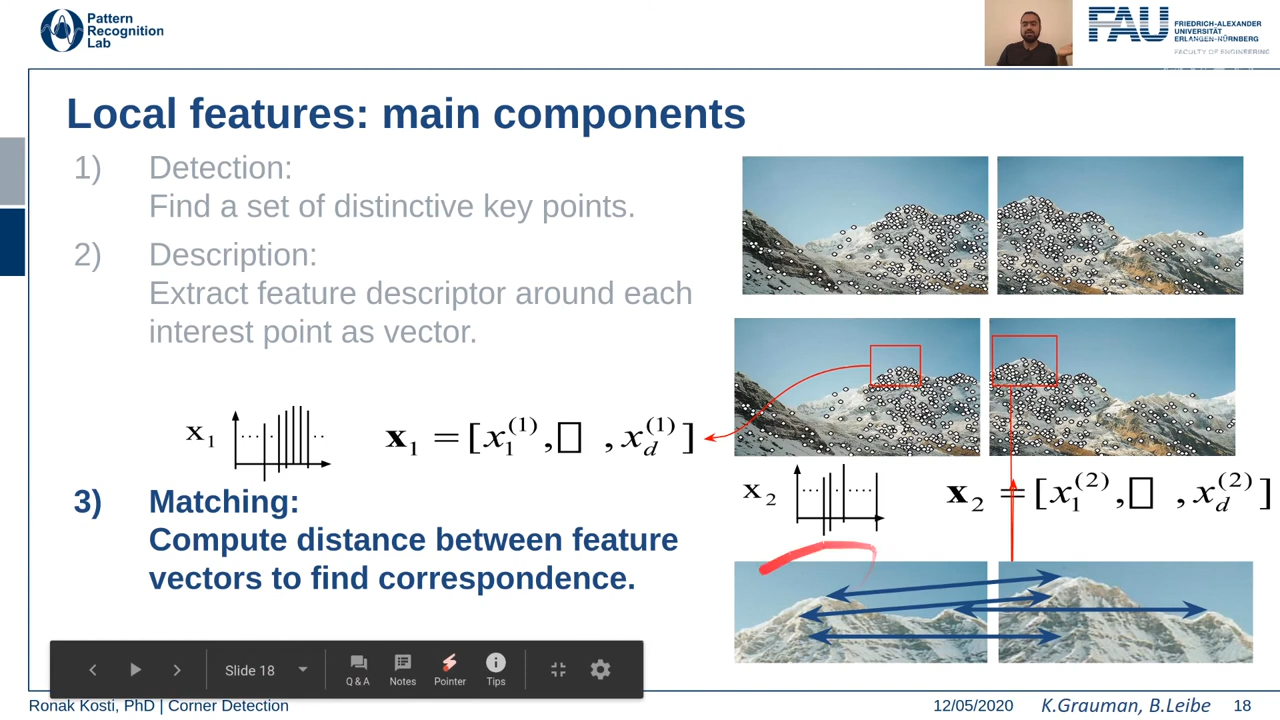 Pattern
Recognition
Lab
FAU
FRIEDRICH-ALEXANDER
UNIVERSITÄT
ERLANGEN-NÜRNBERG
FACULTY OF ENGINEERING
Local features: main components
1) Detection:
Find a set of distinctive key points.
2) Description:
Extract feature descriptor around each
interest point as vector.
x₁
x₁ = [x₁⁽¹⁾,□ ,x_d⁽¹⁾]
x₂
x₂ = [x₁⁽²⁾,□ ,x_d⁽²⁾]
3) Matching:
Compute distance between feature
vectors to find correspondence.
Slide 18
Q & A
Notes
Pointer
Tips
Ronak Kosti, PhD | Corner Detection
12/05/2020
K.Grauman, B.Leibe
18